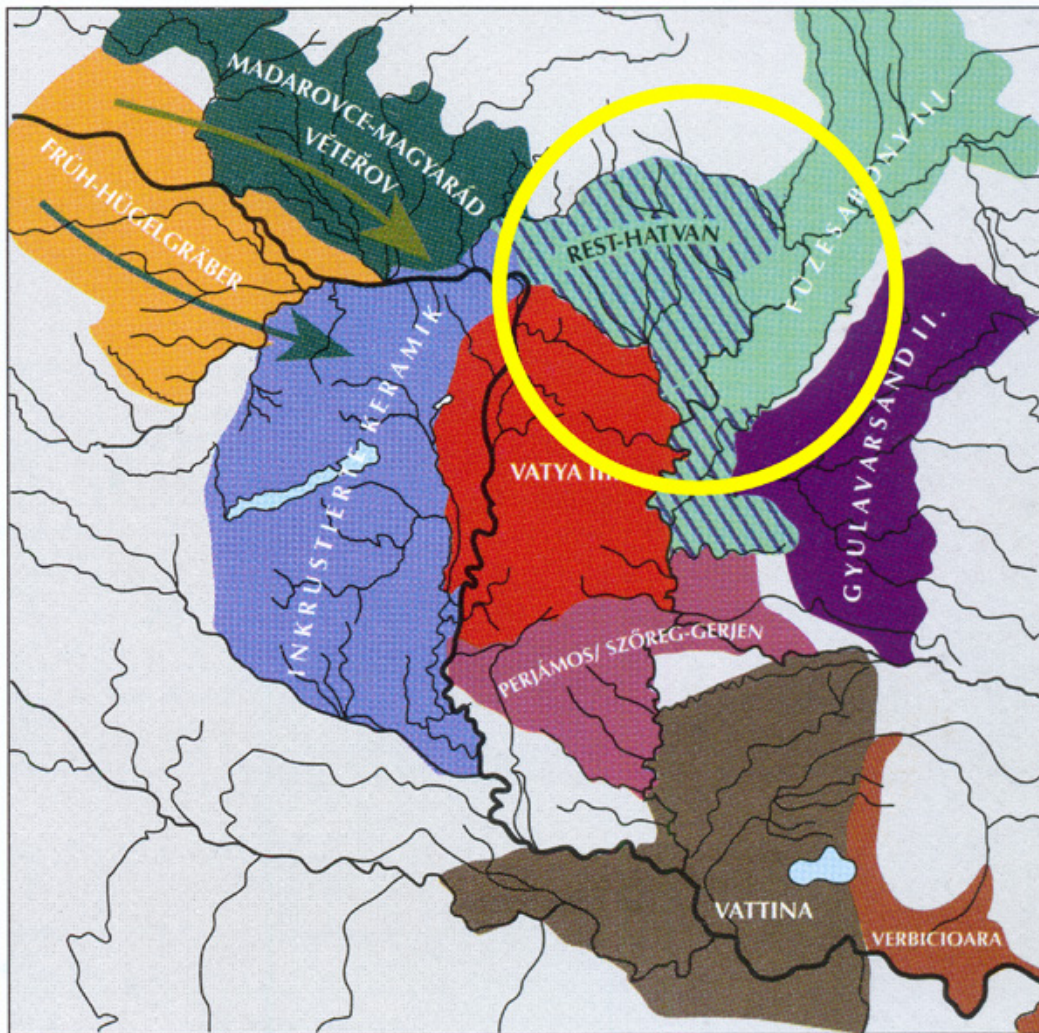 MADAROVCE-MAGYARÁD
VĚTEŘOV
FRÜH-HÜGELGRÄBER
REST-HATVAN
FÜZESABONY III.
INKRUSTIERTE KERAMIK
VATYA III.
GYULAVARSÁND II.
PERJÁMOS/ SZŐREG-GERJEN
VATTINA
VERBICIOARA